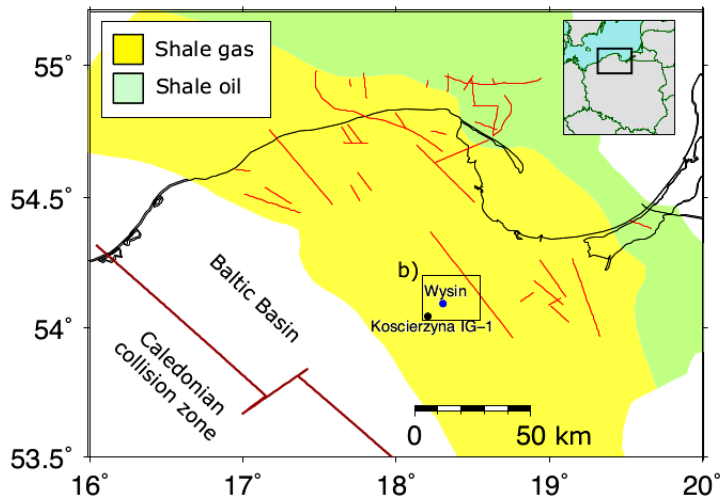 Shale gas
Shale oil
55°
54.5°
54°
53.5°
b)
Wysin
Koscierzyna IG-1
Baltic Basin
Caledonian
collision zone
0 50 km
16° 17° 18° 19° 20°